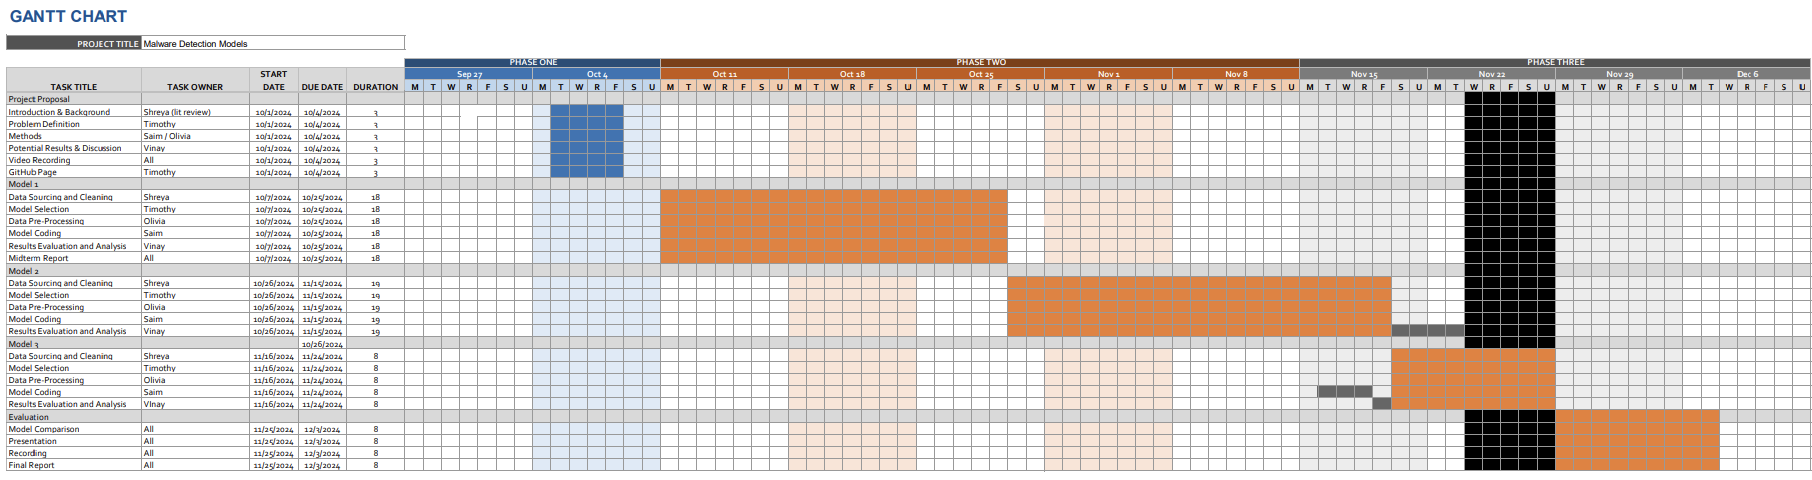 GANTT CHART
PROJECT TITLE Malware Detection Models
PHASE ONE PHASE TWO PHASE THREE
Sep 27 Oct 4 Oct 11 Oct 18 Oct 25 Nov 1 Nov 8 Nov 15 Nov 22 Nov 29 Dec 6
TASK TITLE TASK OWNER START DATE DUE DATE DURATION M T W R F S U M T W R F S U M T W R F S U M T W R F S U M T W R F S U M T W R F S U M T W R F S U M T W R F S U M T W R F S U M T W R F S U M T W R F S U
Project Proposal
Introduction & Background Shreya (lit review) 10/1/2024 10/4/2024 3
Problem Definition Timothy 10/1/2024 10/4/2024 3
Methods Saim / Olivia 10/1/2024 10/4/2024 3
Potential Results & Discussion Vinay 10/1/2024 10/4/2024 3
Video Recording All 10/1/2024 10/4/2024 3
GitHub Page Timothy 10/1/2024 10/4/2024 3
Model 1
Data Sourcing and Cleaning Shreya 10/7/2024 10/25/2024 18
Model Selection Timothy 10/7/2024 10/25/2024 18
Data Pre-Processing Olivia 10/7/2024 10/25/2024 18
Model Coding Saim 10/7/2024 10/25/2024 18
Results Evaluation and Analysis Vinay 10/7/2024 10/25/2024 18
Midterm Report All 10/7/2024 10/25/2024 18
Model 2
Data Sourcing and Cleaning Shreya 10/26/2024 11/15/2024 19
Model Selection Timothy 10/26/2024 11/15/2024 19
Data Pre-Processing Olivia 10/26/2024 11/15/2024 19
Model Coding Saim 10/26/2024 11/15/2024 19
Results Evaluation and Analysis Vinay 10/26/2024 11/15/2024 19
Model 3 10/26/2024
Data Sourcing and Cleaning Shreya 11/16/2024 11/24/2024 8
Model Selection Timothy 11/16/2024 11/24/2024 8
Data Pre-Processing Olivia 11/16/2024 11/24/2024 8
Model Coding Saim 11/16/2024 11/24/2024 8
Results Evaluation and Analysis VInay 11/16/2024 11/24/2024 8
Evaluation
Model Comparison All 11/25/2024 12/3/2024 8
Presentation All 11/25/2024 12/3/2024 8
Recording All 11/25/2024 12/3/2024 8
Final Report All 11/25/2024 12/3/2024 8